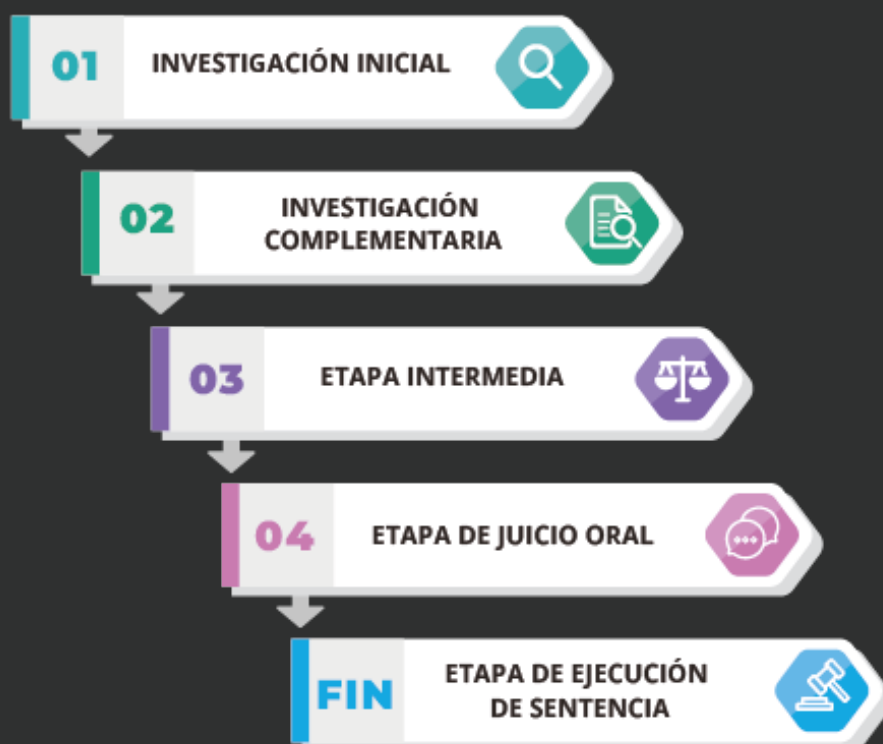 01
INVESTIGACIÓN INICIAL
02
INVESTIGACIÓN
COMPLEMENTARIA
03
ETAPA INTERMEDIA
04
ETAPA DE JUICIO ORAL
FIN
ETAPA DE EJECUCIÓN
DE SENTENCIA